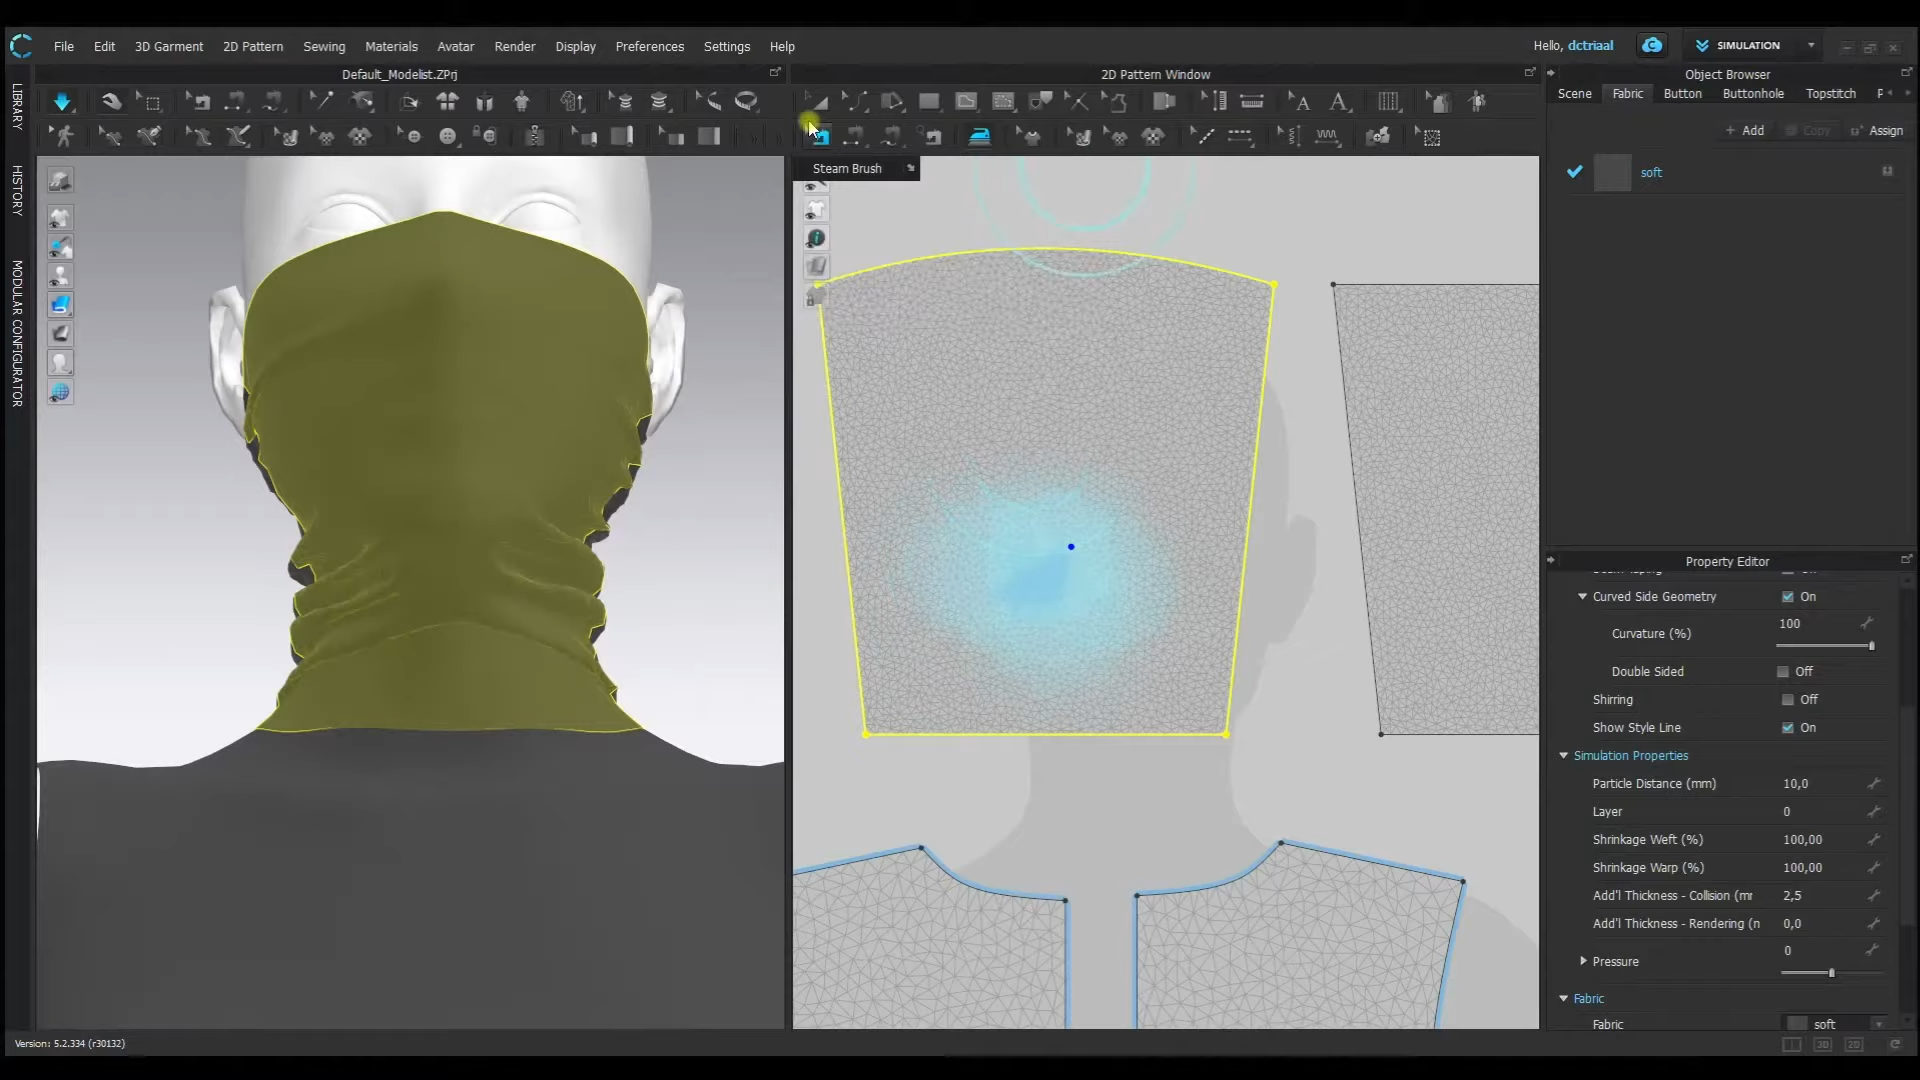 File Edit 3D Garment 2D Pattern Sewing Materials Avatar Render Display Preferences Settings Help
Hello, dctriaal
SIMULATION
Default_Modelist.ZPrj
2D Pattern Window
Object Browser
LIBRARY
HISTORY
MODULAR CONFIGURATOR
Scene Fabric Button Buttonhole Topstitch P
+ Add Copy Assign
soft
Steam Brush
Property Editor
Curved Side Geometry On
Curvature (%) 100
Double Sided Off
Shirring Off
Show Style Line On
Simulation Properties
Particle Distance (mm) 10,0
Layer 0
Shrinkage Weft (%) 100,00
Shrinkage Warp (%) 100,00
Add'l Thickness - Collision (mr 2,5
Add'l Thickness - Rendering (n 0,0
Pressure 0
Fabric
Fabric soft
Version: 5.2.334 (r30132)
3D 2D